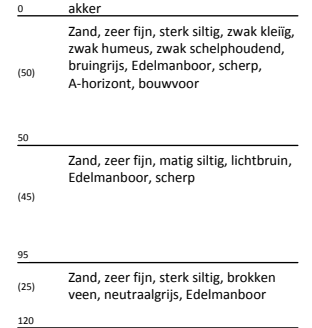 0 akker
Zand, zeer fijn, sterk siltig, zwak kleiïg,
zwak humeus, zwak schelphoudend,
bruingrijs, Edelmanboor, scherp,
(50)
A-horizont, bouwvoor
50
Zand, zeer fijn, matig siltig, lichtbruin,
Edelmanboor, scherp
(45)
95
Zand, zeer fijn, sterk siltig, brokken
(25)
veen, neutraalgrijs, Edelmanboor
120